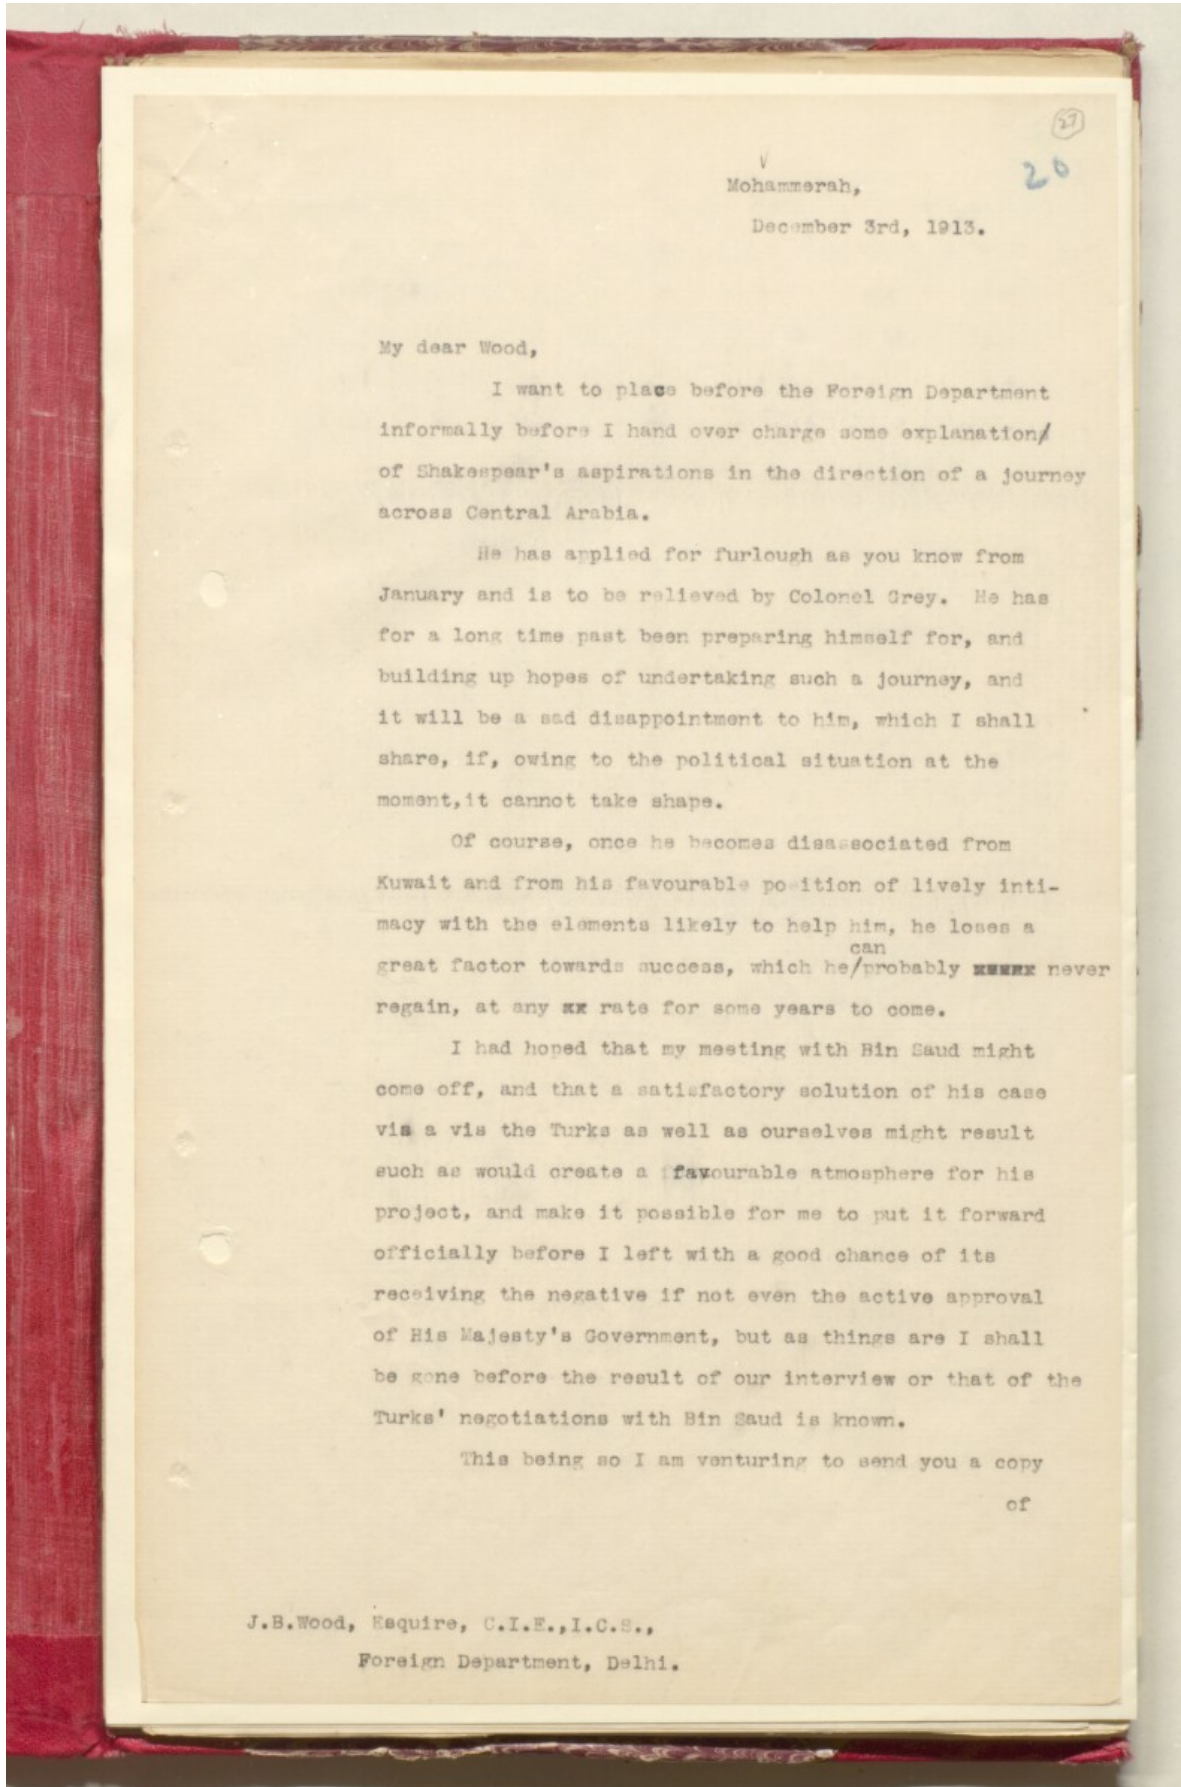 27
20
Mohammerah,
December 3rd, 1913.
My dear Wood,
I want to place before the Foreign Department
informally before I hand over charge some explanation/
of Shakespear's aspirations in the direction of a journey
across Central Arabia.
He has applied for furlough as you know from
January and is to be relieved by Colonel Grey. He has
for a long time past been preparing himself for, and
building up hopes of undertaking such a journey, and
it will be a sad disappointment to him, which I shall
share, if, owing to the political situation at the
moment,it cannot take shape.
Of course, once he becomes disassociated from
Kuwait and from his favourable position of lively inti-
macy with the elements likely to help him, he loses a
can
great factor towards success, which he/probably xxxxx never
regain, at any xx rate for some years to come.
I had hoped that my meeting with Bin Saud might
come off, and that a satisfactory solution of his case
vis a vis the Turks as well as ourselves might result
such as would create a favourable atmosphere for his
project, and make it possible for me to put it forward
officially before I left with a good chance of its
receiving the negative if not even the active approval
of His Majesty's Government, but as things are I shall
be gone before the result of our interview or that of the
Turks' negotiations with Bin Saud is known.
This being so I am venturing to send you a copy
of
J.B.Wood, Esquire, C.I.E.,I.C.S.,
Foreign Department, Delhi.